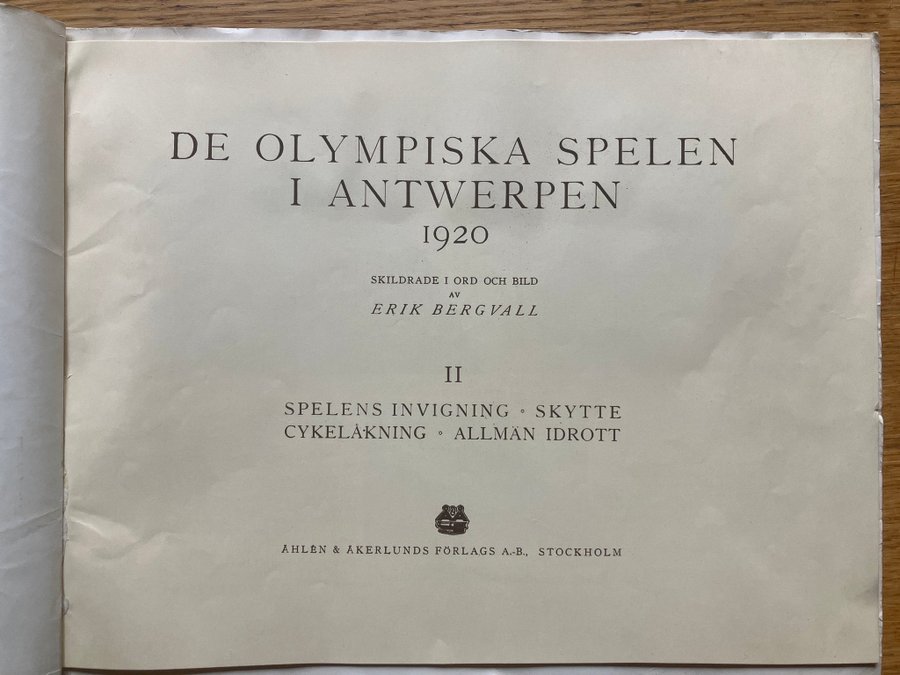 DE OLYMPISKA SPELEN
I ANTWERPEN
1920
SKILDRADE I ORD OCH BILD
AV
ERIK BERGVALL
II
SPELENS INVIGNING ∘ SKYTTE
CYKELÅKNING ∘ ALLMÄN IDROTT
ÅHLÉN & ÅKERLUNDS FÖRLAGS A.-B., STOCKHOLM